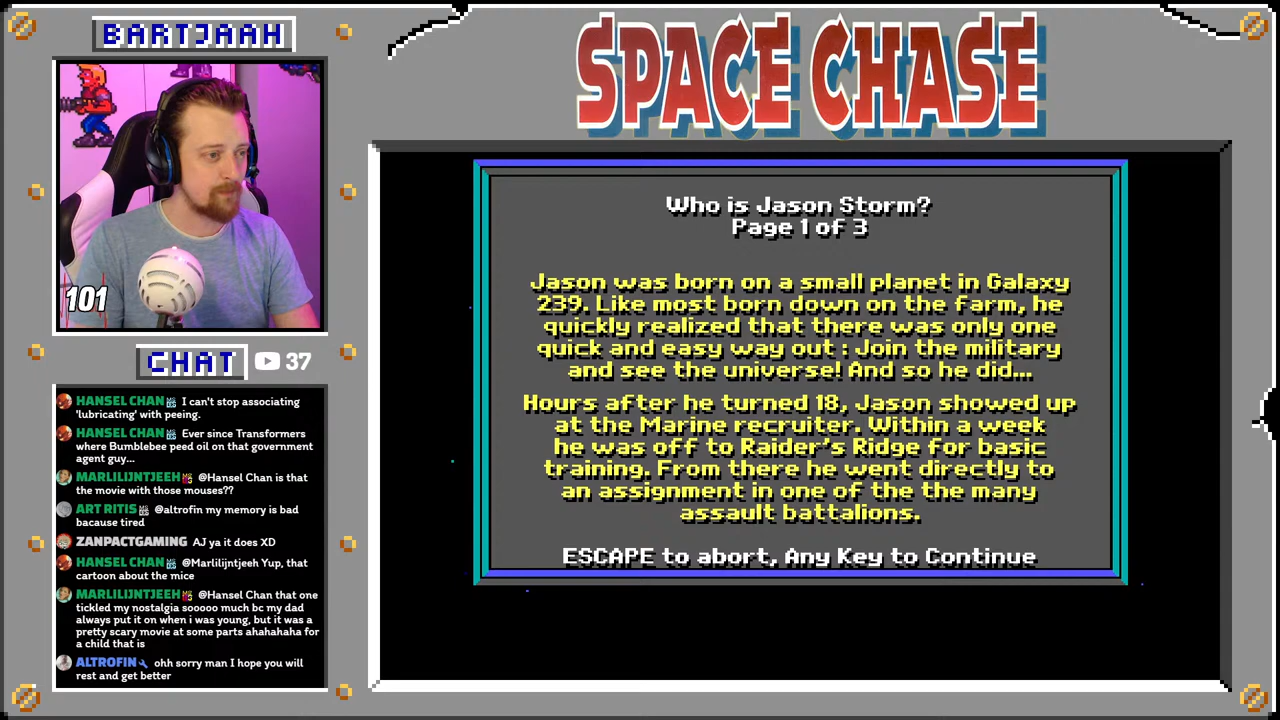 BARTJAAH
SPACE CHASE
101
CHAT 37
HANSEL CHAN I can't stop associating
'lubricating' with peeing.
HANSEL CHAN Ever since Transformers
where Bumblebee peed oil on that government
agent guy...
MARLILIJNTJEEH @Hansel Chan is that
the movie with those mouses??
ART RITIS @altrofin my memory is bad
bacause tired
ZANPACTGAMING AJ ya it does XD
HANSEL CHAN @Marlilijntjeeh Yup, that
cartoon about the mice
MARLILIJNTJEEH @Hansel Chan that one
tickled my nostalgia sooooo much bc my dad
always put it on when i was young, but it was a
pretty scary movie at some parts ahahahaha for
a child that is
ALTROFIN ohh sorry man I hope you will
rest and get better
Who is Jason Storm?
Page 1 of 3
Jason was born on a small planet in Galaxy
239. Like most born down on the farm, he
quickly realized that there was only one
quick and easy way out : Join the military
and see the universe! And so he did...
Hours after he turned 18, Jason showed up
at the Marine recruiter. Within a week
he was off to Raider's Ridge for basic
training. From there he went directly to
an assignment in one of the the many
assault battalions.
ESCAPE to abort, Any Key to Continue